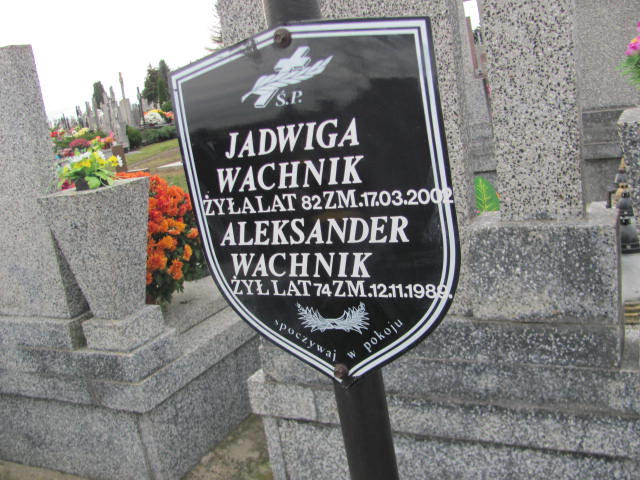 Ś.P.
JADWIGA
WACHNIK
ŻYŁA LAT 82 ZM. 17.03.2002
ALEKSANDER
WACHNIK
ŻYŁ LAT 74 ZM. 12.11.1989.
spoczywaj w pokoju